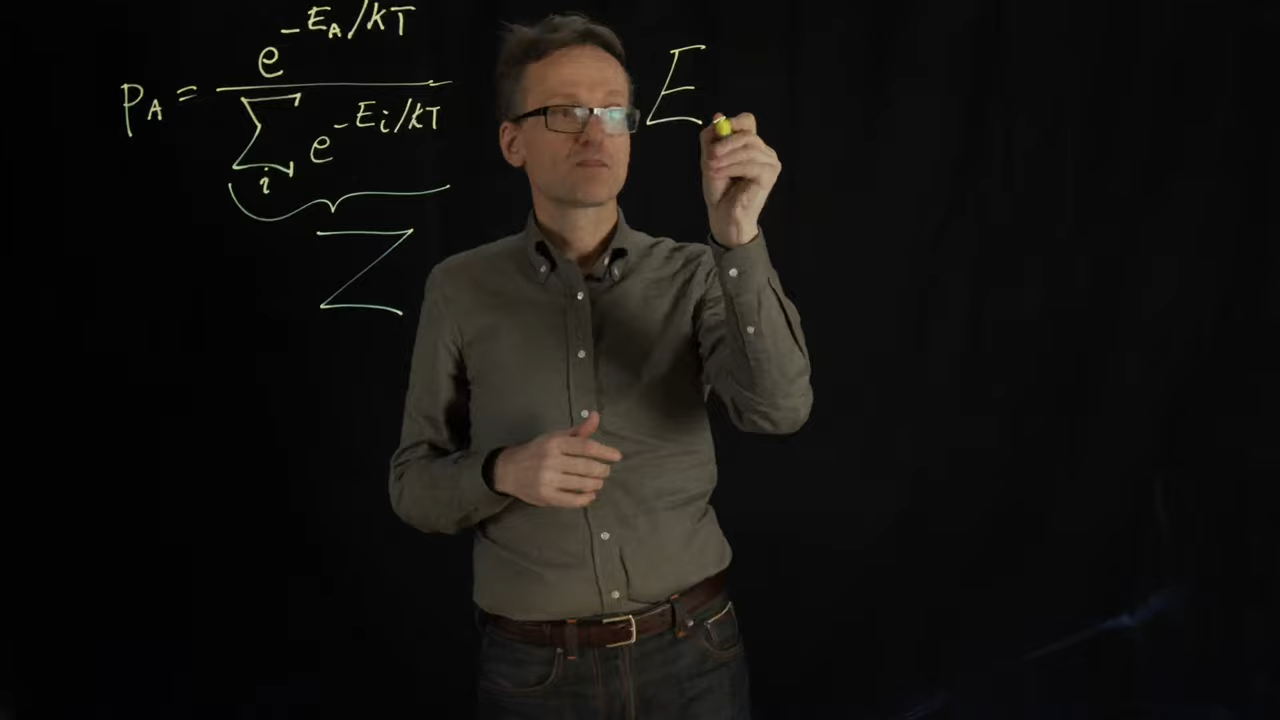 p_A = e^{-E_A/kT} / ∑_i e^{-E_i/kT}
Z
E